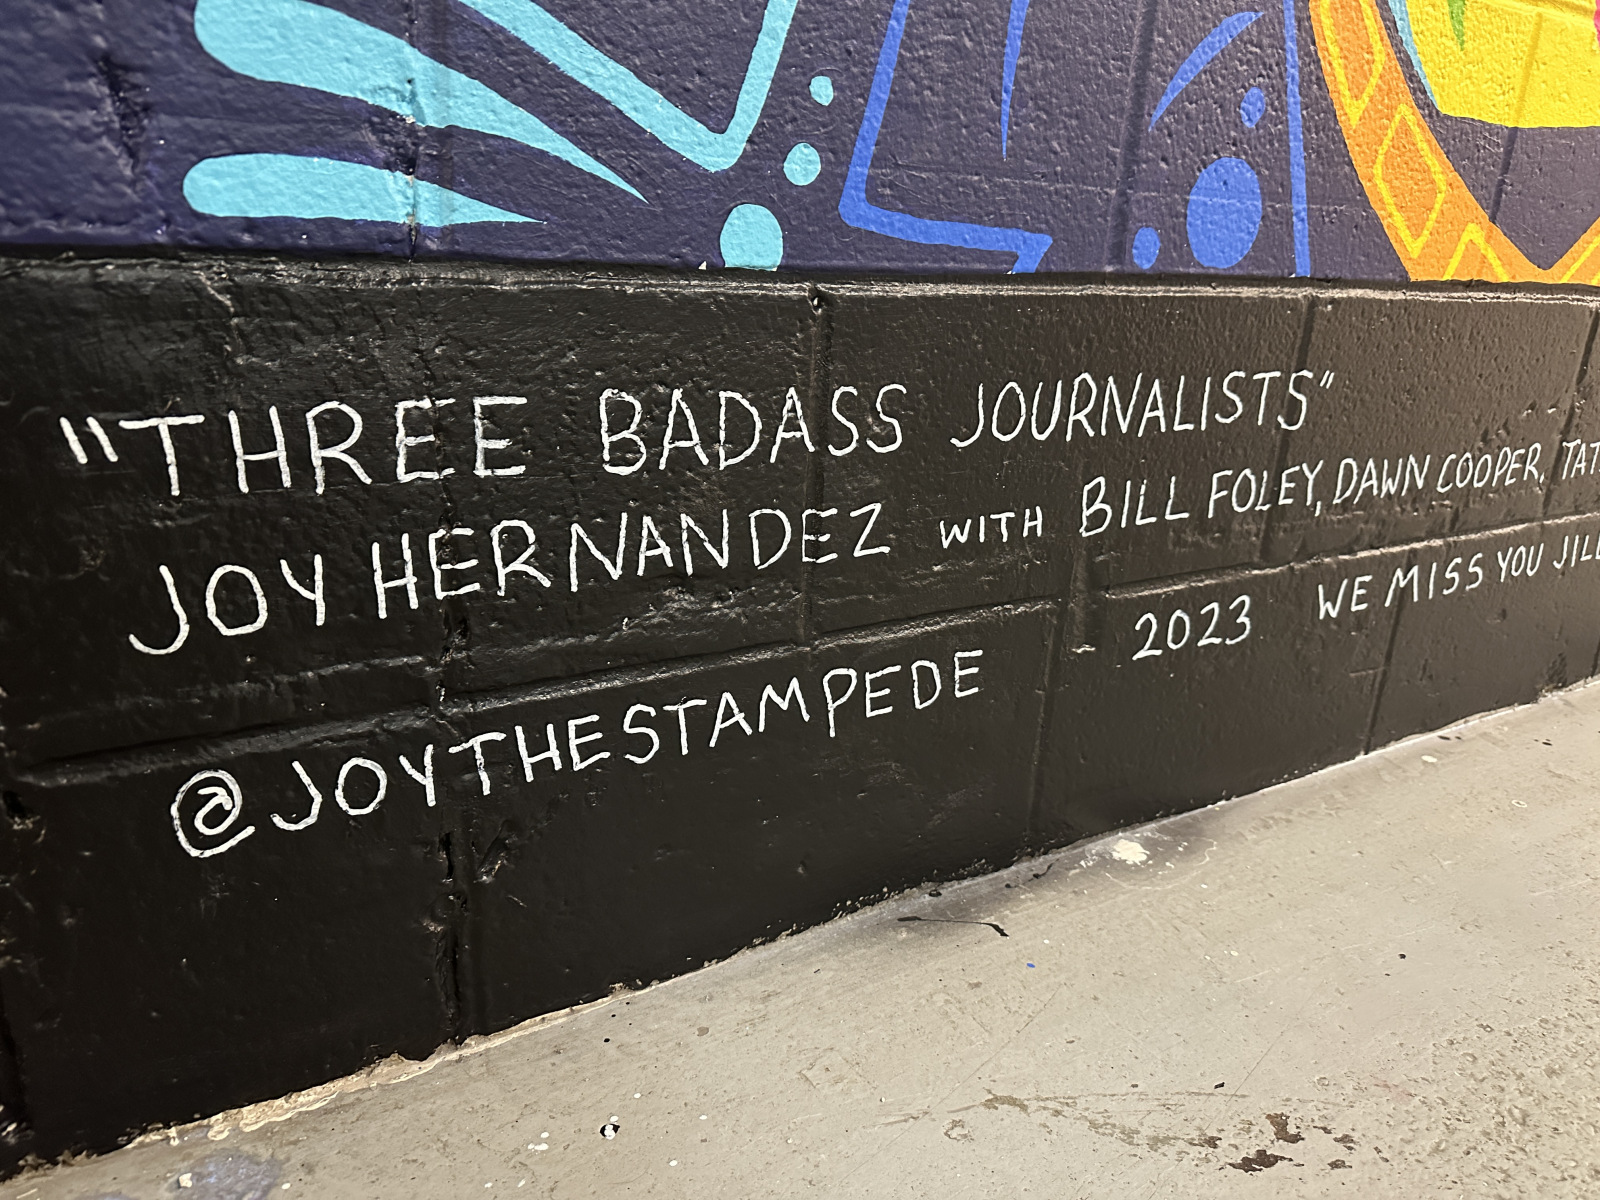 "THREE BADASS JOURNALISTS"
JOY HERNANDEZ WITH BILL FOLEY, DAWN COOPER,
@JOYTHESTAMPEDE 2023 WE MISS YOU